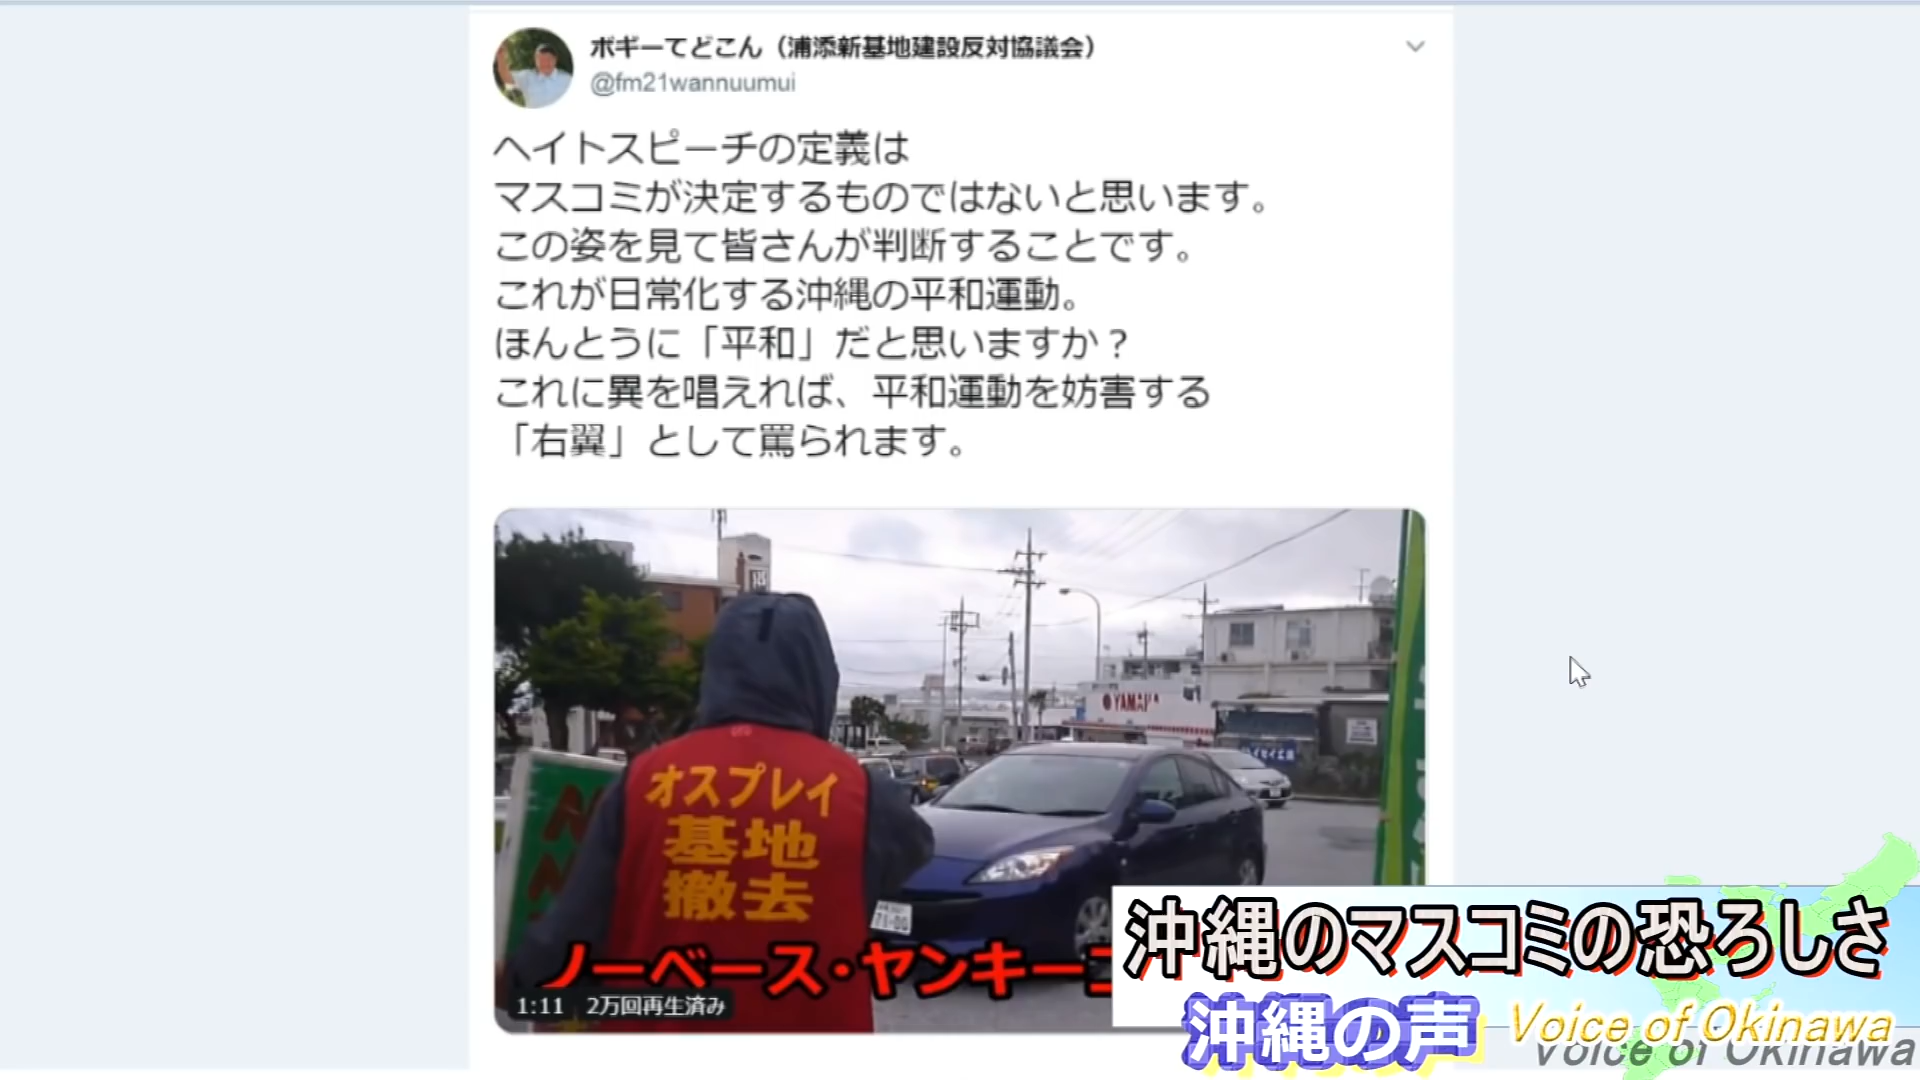 ボギーてどこん（浦添新基地建設反対協議会）
@fm21wannuumui
ヘイトスピーチの定義は
マスコミが決定するものではないと思います。
この姿を見て皆さんが判断することです。
これが日常化する沖縄の平和運動。
ほんとうに「平和」だと思いますか？
これに異を唱えれば、平和運動を妨害する
「右翼」として罵られます。
YAMAHA
オスプレイ
基地
撤去
71-00
ノーベース・ヤンキーゴ
1:11 2万回再生済み
沖縄のマスコミの恐ろしさ
沖縄の声 Voice of Okinawa
Voice of Okinawa